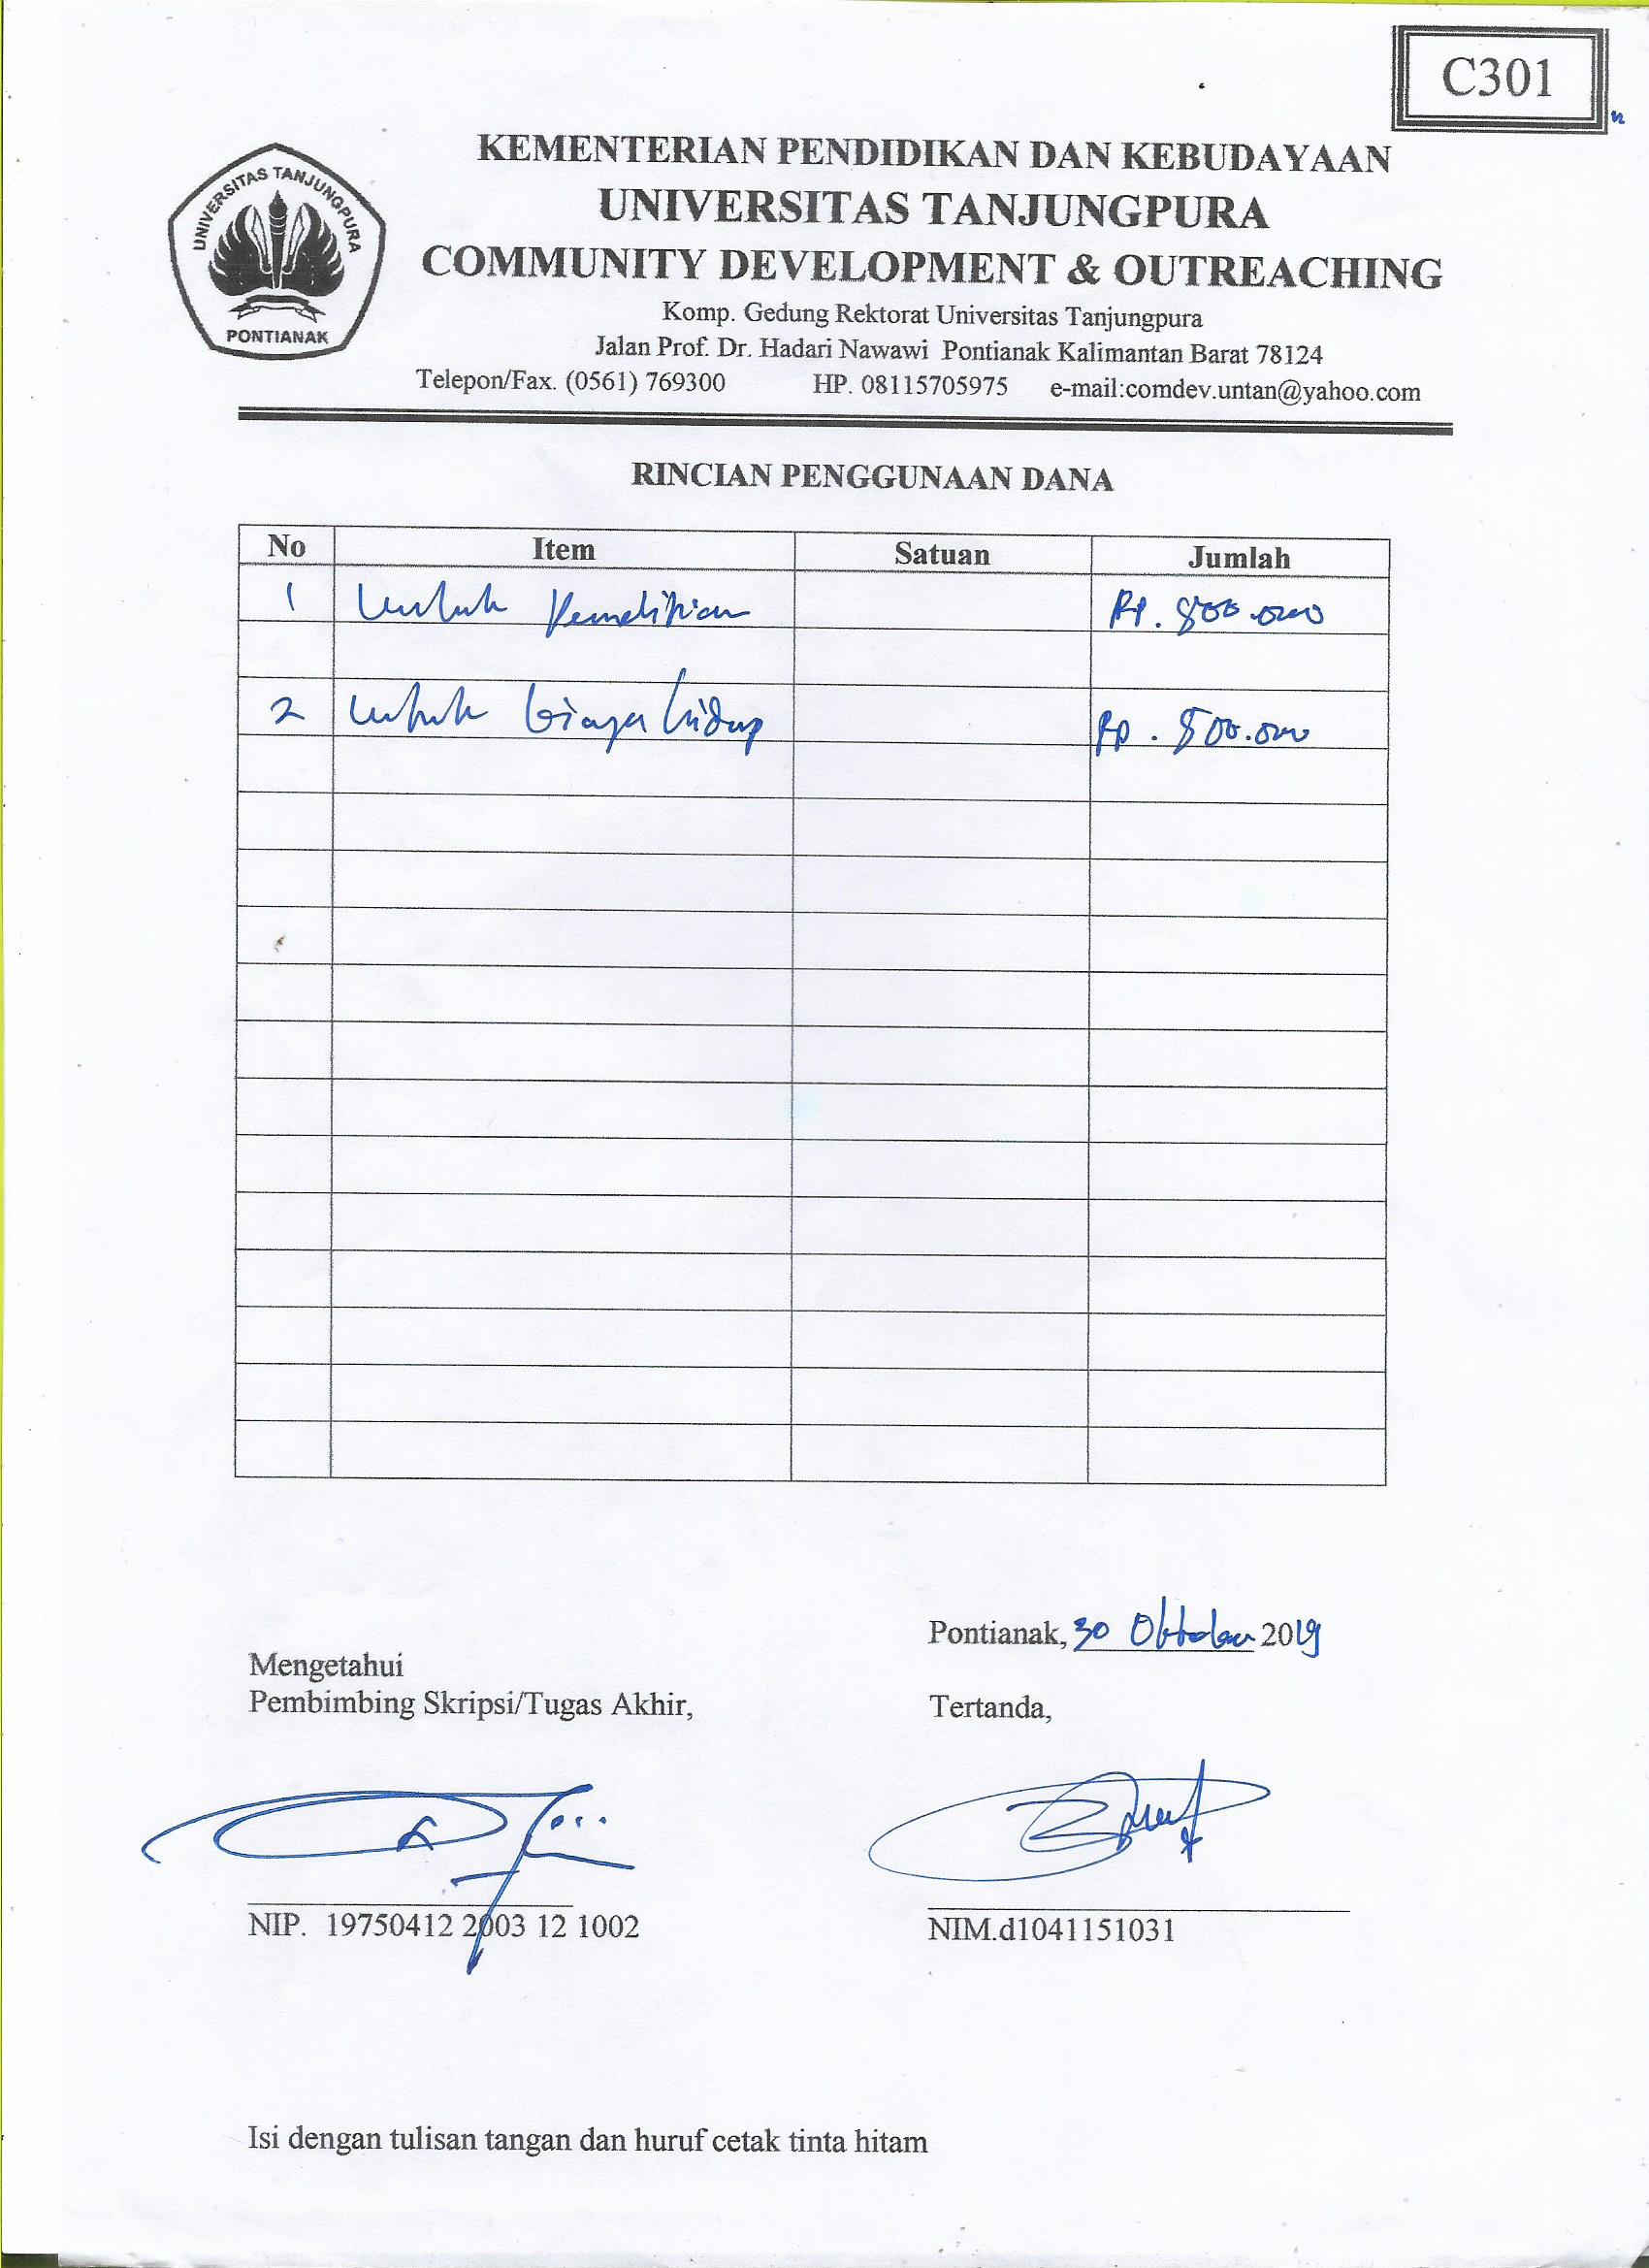 C301
KEMENTERIAN PENDIDIKAN DAN KEBUDAYAAN
UNIVERSITAS TANJUNGPURA
COMMUNITY DEVELOPMENT & OUTREACHING
Komp. Gedung Rektorat Universitas Tanjungpura
Jalan Prof. Dr. Hadari Nawawi Pontianak Kalimantan Barat 78124
Telepon/Fax. (0561) 769300 HP. 08115705975 e-mail:comdev.untan@yahoo.com
UNIVERSITAS TANJUNGPURA
PONTIANAK
RINCIAN PENGGUNAAN DANA
No Item Satuan Jumlah
1 Untuk Penelitian Rp. 500.000
2 Untuk biaya hidup Rp. 500.000
Pontianak, 30 Oktober 2019
Mengetahui
Pembimbing Skripsi/Tugas Akhir, Tertanda,
NIP. 19750412 2003 12 1002 NIM.d1041151031
Isi dengan tulisan tangan dan huruf cetak tinta hitam